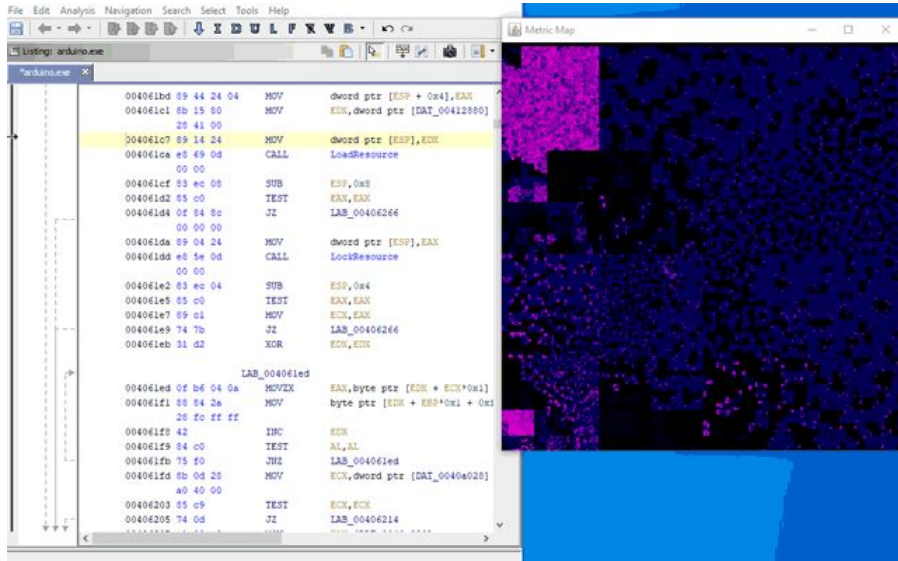 File Edit Analysis Navigation Search Select Tools Help
I D U L F V B
Metric Map
Listing: arduino.exe
*arduino.exe X
004061bd 89 44 24 04 MOV dword ptr [ESP + 0x4],EAX
004061c1 8b 15 80 MOV EDX,dword ptr [DAT_00412880]
28 41 00
004061c7 89 14 24 MOV dword ptr [ESP],EDX
004061ca e8 69 0d CALL LoadResource
00 00
004061cf 83 ec 08 SUB ESP,0x8
004061d2 85 c0 TEST EAX,EAX
004061d4 0f 84 8c JZ LAB_00406266
00 00 00
004061da 89 04 24 MOV dword ptr [ESP],EAX
004061dd e8 5e 0d CALL LockResource
00 00
004061e2 83 ec 04 SUB ESP,0x4
004061e5 85 c0 TEST EAX,EAX
004061e7 89 c1 MOV ECX,EAX
004061e9 74 7b JZ LAB_00406266
004061eb 31 d2 XOR EDX,EDX
LAB_004061ed
004061ed 0f b6 04 0a MOVZX EAX,byte ptr [EDX + ECX*0x1]
004061f1 88 84 2a MOV byte ptr [EDX + EBP*0x1 + 0x
28 fc ff ff
004061f8 42 INC EDX
004061f9 84 c0 TEST AL,AL
004061fb 75 f0 JNZ LAB_004061ed
004061fd 8b 0d 28 MOV ECX,dword ptr [DAT_0040a028]
a0 40 00
00406203 85 c9 TEST ECX,ECX
00406205 74 0d JZ LAB_00406214